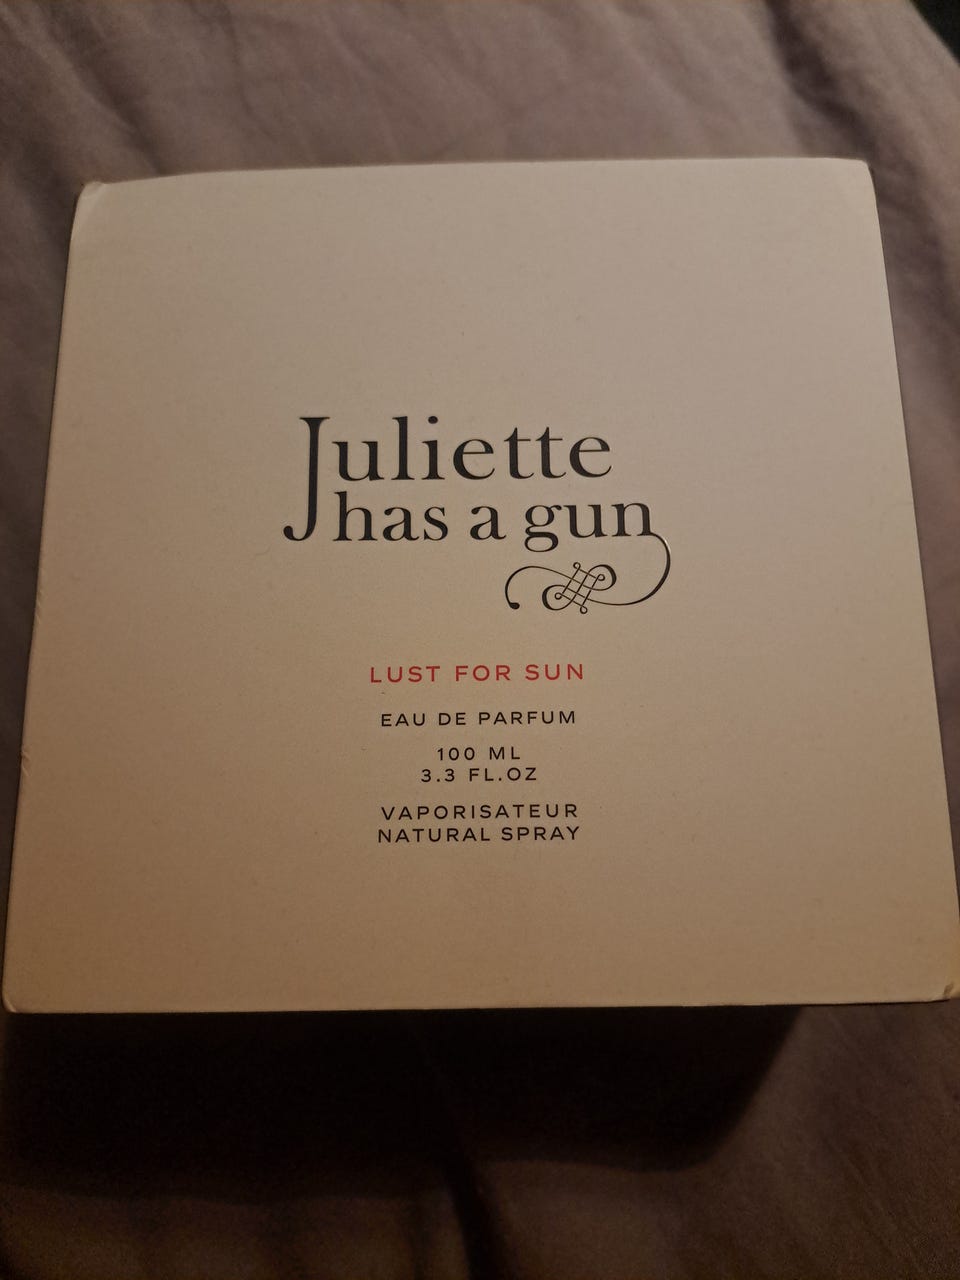 Juliette
has a gun
LUST FOR SUN
EAU DE PARFUM
100 ML
3.3 FL.OZ
VAPORISATEUR
NATURAL SPRAY